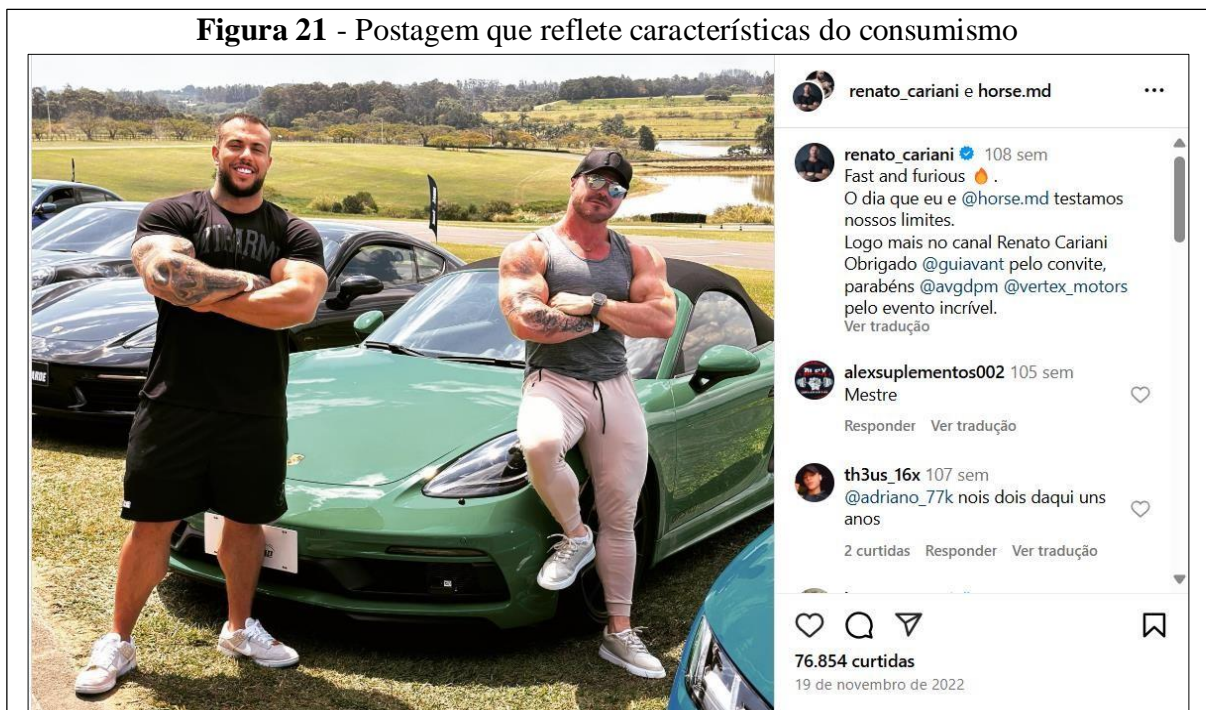 Figura 21 - Postagem que reflete características do consumismo
renato_cariani e horse.md
renato_cariani 108 sem
Fast and furious 🔥 .
O dia que eu e @horse.md testamos
nossos limites.
Logo mais no canal Renato Cariani
Obrigado @guiavant pelo convite,
parabéns @avgdpm @vertex_motors
pelo evento incrível.
Ver tradução
alexsuplementos002 105 sem
Mestre
Responder Ver tradução
th3us_16x 107 sem
@adriano_77k nois dois daqui uns
anos
2 curtidas Responder Ver tradução
76.854 curtidas
19 de novembro de 2022